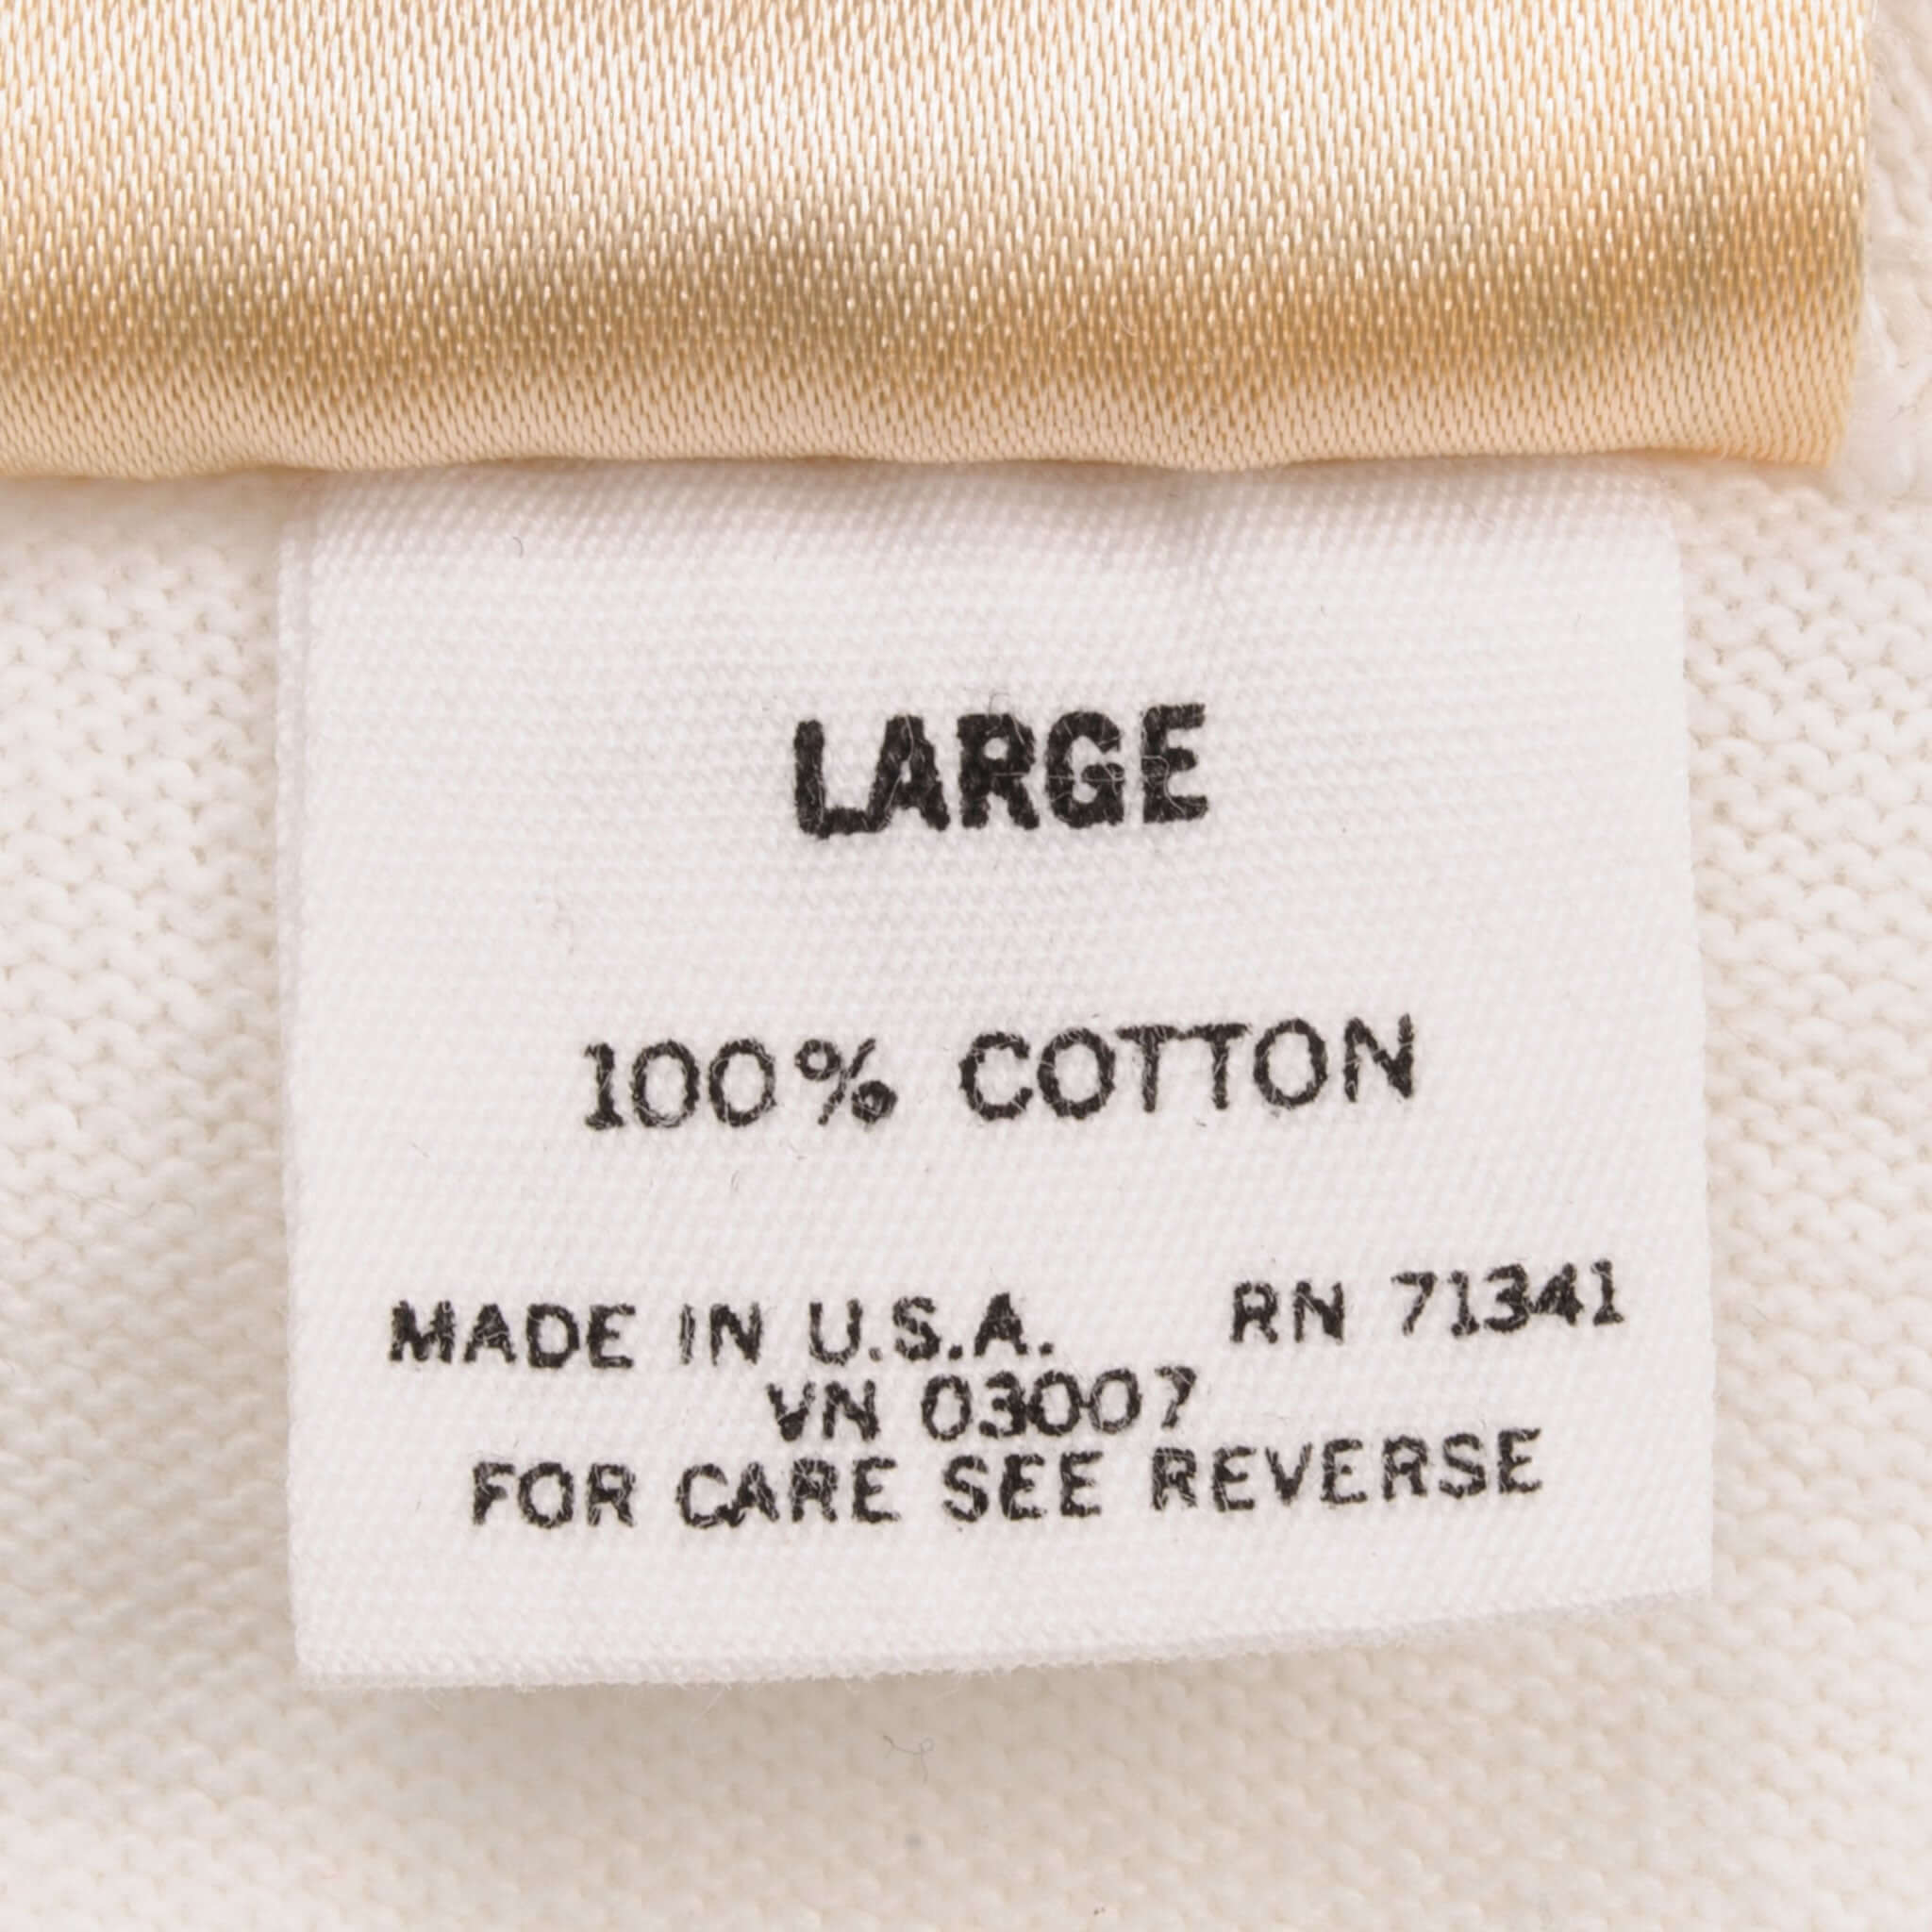 LARGE
100% COTTON
MADE IN U.S.A. RN 71341
VN 03007
FOR CARE SEE REVERSE